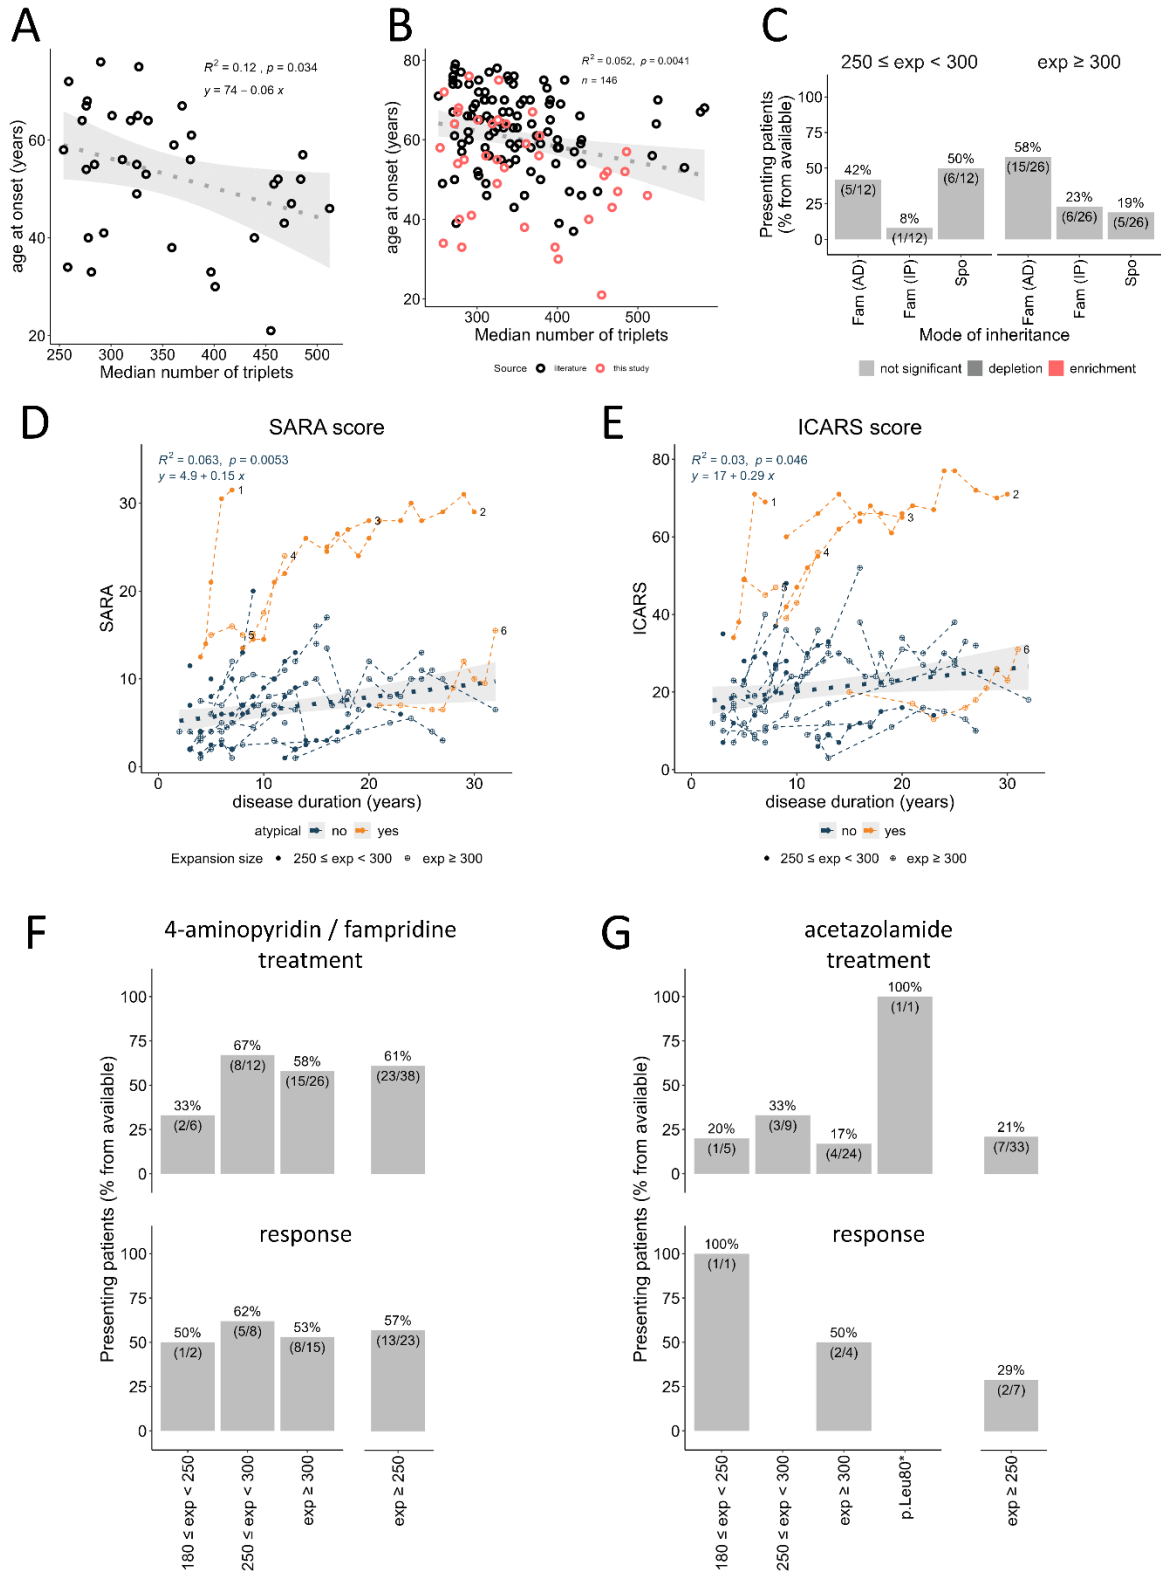 A
R² = 0.12 , p = 0.034
y = 74 − 0.06 x
age at onset (years)
60
40
20
250 300 350 400 450 500
Median number of triplets
B
R² = 0.052, p = 0.0041
n = 146
age at onset (years)
80
60
40
20
300 400 500
Median number of triplets
Source literature this study
C
250 ≤ exp < 300 exp ≥ 300
Presenting patients
(% from available)
100
50
0
42%
(5/12)
8%
(1/12)
50%
(6/12)
58%
(15/26)
23%
(6/26)
19%
(5/26)
Fam (AD) Fam (IP) Spo Fam (AD) Fam (IP) Spo
Mode of inheritance
not significant depletion enrichment
D
SARA score
R² = 0.063, p = 0.0053
y = 4.9 + 0.15 x
SARA
30
20
10
0
1
2
3
4
5
6
0 10 20 30
disease duration (years)
atypical no yes
Expansion size 250 ≤ exp < 300 exp ≥ 300
E
ICARS score
R² = 0.03, p = 0.046
y = 17 + 0.29 x
ICARS
80
60
40
20
0
1
2
3
4
5
6
0 10 20 30
disease duration (years)
no yes
250 ≤ exp < 300 exp ≥ 300
F
4-aminopyridin / fampridine
treatment
Presenting patients (% from available)
100
75
50
25
0
33%
(2/6)
67%
(8/12)
58%
(15/26)
61%
(23/38)
response
100
75
50
25
0
50%
(1/2)
62%
(5/8)
53%
(8/15)
57%
(13/23)
180 ≤ exp < 250
250 ≤ exp < 300
exp ≥ 300
exp ≥ 250
G
acetazolamide
treatment
Presenting patients (% from available)
100
75
50
25
0
20%
(1/5)
33%
(3/9)
17%
(4/24)
100%
(1/1)
21%
(7/33)
response
100
75
50
25
0
100%
(1/1)
50%
(2/4)
29%
(2/7)
180 ≤ exp < 250
250 ≤ exp < 300
exp ≥ 300
p.Leu80*
exp ≥ 250